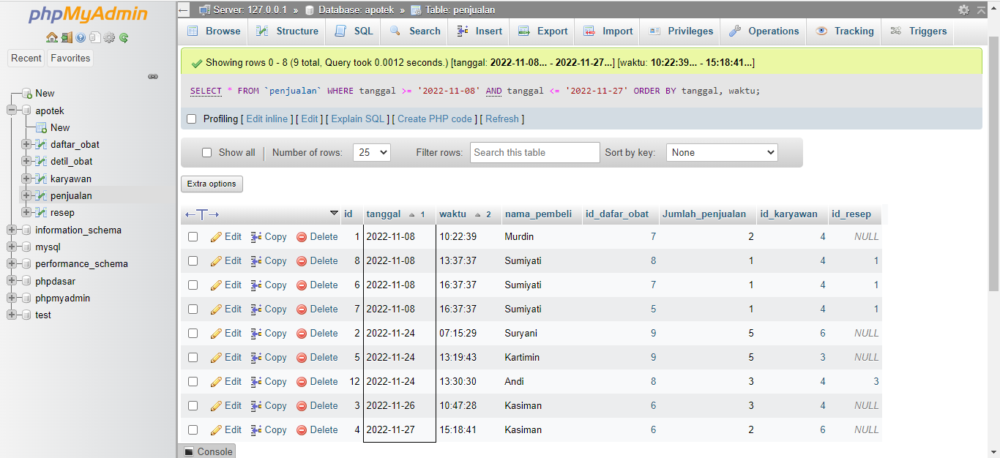 phpMyAdmin
Recent Favorites
New
apotek
New
daftar_obat
detil_obat
karyawan
penjualan
resep
information_schema
mysql
performance_schema
phpdasar
phpmyadmin
test
Server: 127.0.0.1 » Database: apotek » Table: penjualan
Browse Structure SQL Search Insert Export Import Privileges Operations Tracking Triggers
Showing rows 0 - 8 (9 total, Query took 0.0012 seconds.) [tanggal: 2022-11-08... - 2022-11-27...] [waktu: 10:22:39... - 15:18:41...]
SELECT * FROM `penjualan` WHERE tanggal >= '2022-11-08' AND tanggal <= '2022-11-27' ORDER BY tanggal, waktu;
Profiling [ Edit inline ] [ Edit ] [ Explain SQL ] [ Create PHP code ] [ Refresh ]
Show all | Number of rows: 25 Filter rows: Search this table Sort by key: None
Extra options
←T→ id tanggal 1 waktu 2 nama_pembeli id_dafar_obat Jumlah_penjualan id_karyawan id_resep
Edit Copy Delete 1 2022-11-08 10:22:39 Murdin 7 2 4 NULL
Edit Copy Delete 8 2022-11-08 13:37:37 Sumiyati 8 1 4 1
Edit Copy Delete 6 2022-11-08 16:37:37 Sumiyati 7 1 4 1
Edit Copy Delete 7 2022-11-08 16:37:37 Sumiyati 5 1 4 1
Edit Copy Delete 2 2022-11-24 07:15:29 Suryani 9 5 6 NULL
Edit Copy Delete 5 2022-11-24 13:19:43 Kartimin 9 5 3 NULL
Edit Copy Delete 12 2022-11-24 13:30:30 Andi 8 3 4 3
Edit Copy Delete 3 2022-11-26 10:47:28 Kasiman 6 3 4 NULL
Edit Copy Delete 4 2022-11-27 15:18:41 Kasiman 6 2 6 NULL
Console